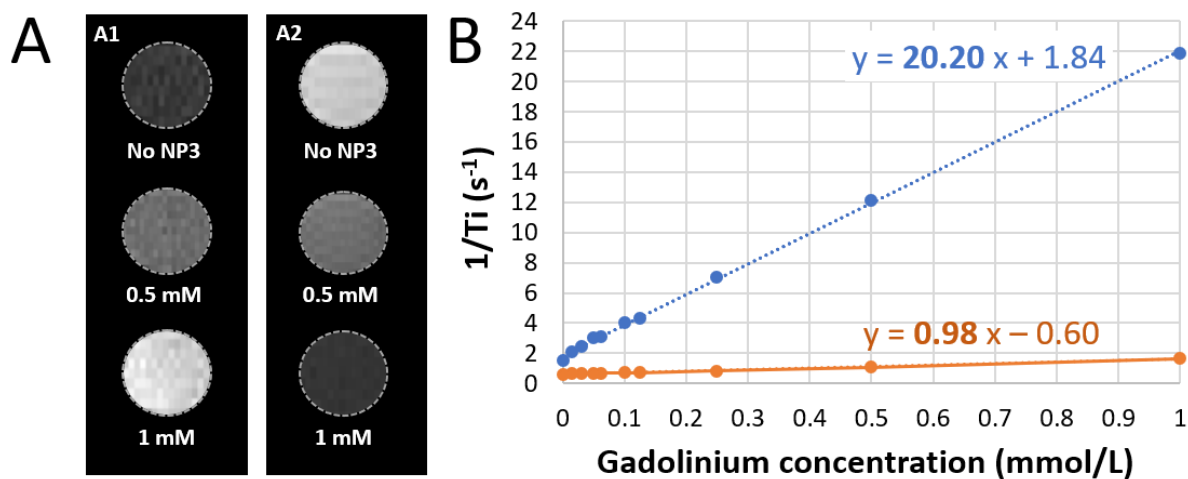 A
A1
No NP3
0.5 mM
1 mM
A2
No NP3
0.5 mM
1 mM
B
1/Ti (s⁻¹)
24
22
20
18
16
14
12
10
8
6
4
2
0
y = 20.20 x + 1.84
y = 0.98 x – 0.60
0 0.1 0.2 0.3 0.4 0.5 0.6 0.7 0.8 0.9 1
Gadolinium concentration (mmol/L)